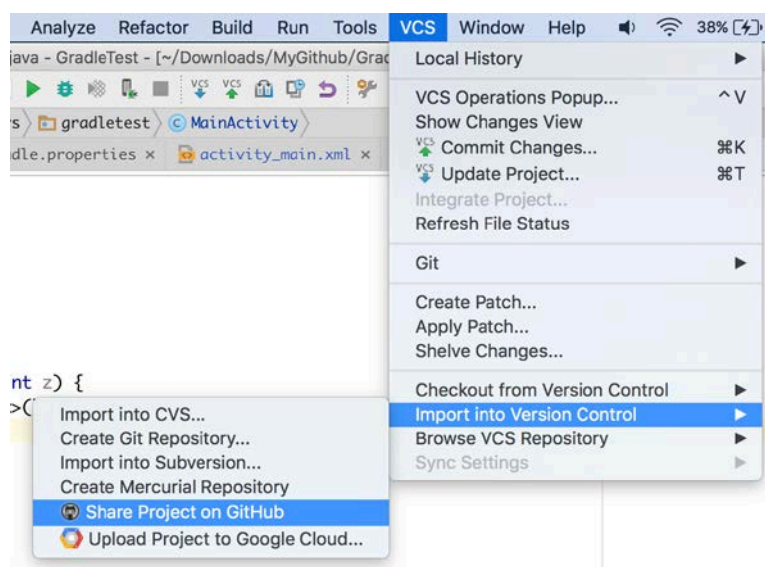 Analyze Refactor Build Run Tools VCS Window Help 38%
java - GradleTest - [~/Downloads/MyGithub/Grad
VCS VCS
s gradletest C MainActivity
dle.properties × activity_main.xml ×
Local History
VCS Operations Popup... ^V
Show Changes View
VCS Commit Changes... ⌘K
VCS Update Project... ⌘T
Integrate Project...
Refresh File Status
Git
Create Patch...
Apply Patch...
Shelve Changes...
nt z) {
Checkout from Version Control
>(
Import into Version Control
Browse VCS Repository
Sync Settings
Import into CVS...
Create Git Repository...
Import into Subversion...
Create Mercurial Repository
Share Project on GitHub
Upload Project to Google Cloud...